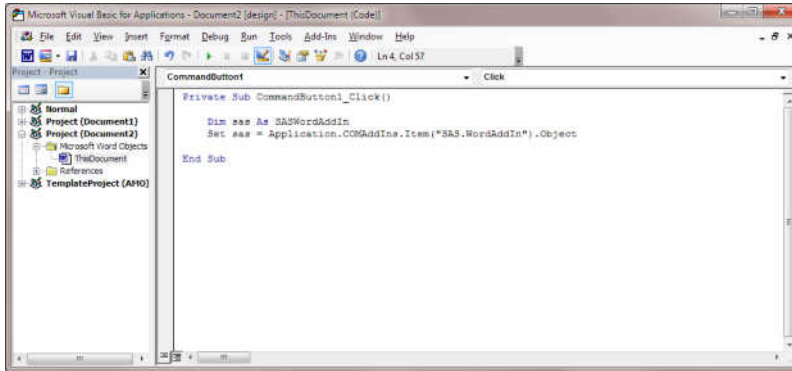 Microsoft Visual Basic for Applications - Document2 [design] - [ThisDocument (Code)]
File Edit View Insert Format Debug Run Tools Add-Ins Window Help
Ln 4, Col 57
Project - Project
CommandButton1
Click
Normal
Project (Document1)
Project (Document2)
Microsoft Word Objects
ThisDocument
References
TemplateProject (AMO)
Private Sub CommandButton1_Click()
Dim sas As SASWordAddIn
Set sas = Application.COMAddIns.Item("SAS.WordAddIn").Object
End Sub